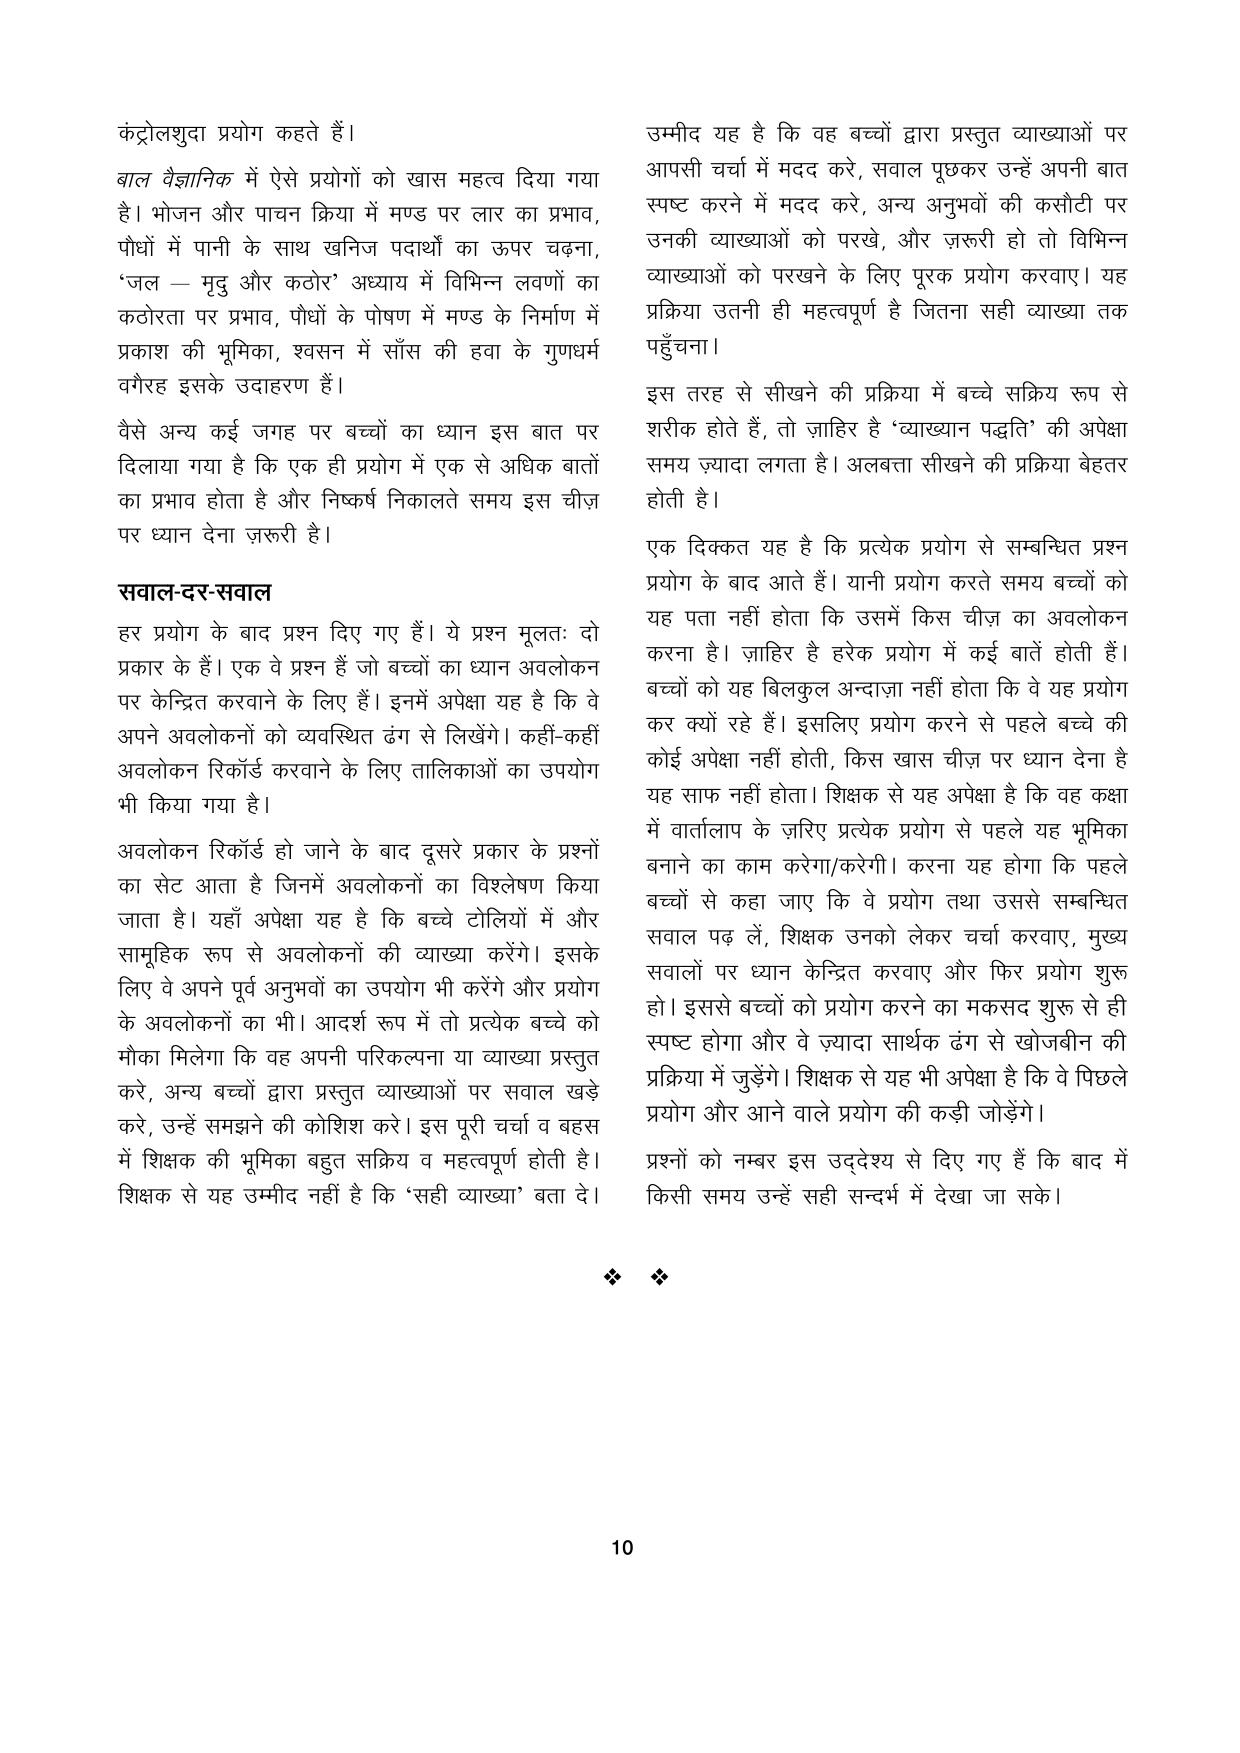 कंट्रोलशुदा प्रयोग कहते हैं।
बाल वैज्ञानिक में ऐसे प्रयोगों को खास महत्व दिया गया
है। भोजन और पाचन क्रिया में मण्ड पर लार का प्रभाव,
पौधों में पानी के साथ खनिज पदार्थों का ऊपर चढ़ना,
‘जल – मृदु और कठोर’ अध्याय में विभिन्न लवणों का
कठोरता पर प्रभाव, पौधों के पोषण में मण्ड के निर्माण में
प्रकाश की भूमिका, श्वसन में साँस की हवा के गुणधर्म
वगैरह इसके उदाहरण हैं।
वैसे अन्य कई जगह पर बच्चों का ध्यान इस बात पर
दिलाया गया है कि एक ही प्रयोग में एक से अधिक बातों
का प्रभाव होता है और निष्कर्ष निकालते समय इस चीज़
पर ध्यान देना ज़रूरी है।
सवाल-दर-सवाल
हर प्रयोग के बाद प्रश्न दिए गए हैं। ये प्रश्न मूलतः दो
प्रकार के हैं। एक वे प्रश्न हैं जो बच्चों का ध्यान अवलोकन
पर केन्द्रित करवाने के लिए हैं। इनमें अपेक्षा यह है कि वे
अपने अवलोकनों को व्यवस्थित ढंग से लिखेंगे। कहीं-कहीं
अवलोकन रिकॉर्ड करवाने के लिए तालिकाओं का उपयोग
भी किया गया है।
अवलोकन रिकॉर्ड हो जाने के बाद दूसरे प्रकार के प्रश्नों
का सेट आता है जिनमें अवलोकनों का विश्लेषण किया
जाता है। यहाँ अपेक्षा यह है कि बच्चे टोलियों में और
सामूहिक रूप से अवलोकनों की व्याख्या करेंगे। इसके
लिए वे अपने पूर्व अनुभवों का उपयोग भी करेंगे और प्रयोग
के अवलोकनों का भी। आदर्श रूप में तो प्रत्येक बच्चे को
मौका मिलेगा कि वह अपनी परिकल्पना या व्याख्या प्रस्तुत
करे, अन्य बच्चों द्वारा प्रस्तुत व्याख्याओं पर सवाल खड़े
करे, उन्हें समझने की कोशिश करे। इस पूरी चर्चा व बहस
में शिक्षक की भूमिका बहुत सक्रिय व महत्वपूर्ण होती है।
शिक्षक से यह उम्मीद नहीं है कि ‘सही व्याख्या’ बता दे।
उम्मीद यह है कि वह बच्चों द्वारा प्रस्तुत व्याख्याओं पर
आपसी चर्चा में मदद करे, सवाल पूछकर उन्हें अपनी बात
स्पष्ट करने में मदद करे, अन्य अनुभवों की कसौटी पर
उनकी व्याख्याओं को परखे, और ज़रूरी हो तो विभिन्न
व्याख्याओं को परखने के लिए पूरक प्रयोग करवाए। यह
प्रक्रिया उतनी ही महत्वपूर्ण है जितना सही व्याख्या तक
पहुँचना।
इस तरह से सीखने की प्रक्रिया में बच्चे सक्रिय रूप से
शरीक होते हैं, तो ज़ाहिर है ‘व्याख्यान पद्धति’ की अपेक्षा
समय ज़्यादा लगता है। अलबत्ता सीखने की प्रक्रिया बेहतर
होती है।
एक दिक्कत यह है कि प्रत्येक प्रयोग से सम्बन्धित प्रश्न
प्रयोग के बाद आते हैं। यानी प्रयोग करते समय बच्चों को
यह पता नहीं होता कि उसमें किस चीज़ का अवलोकन
करना है। ज़ाहिर है हरेक प्रयोग में कई बातें होती हैं।
बच्चों को यह बिलकुल अन्दाज़ा नहीं होता कि वे यह प्रयोग
कर क्यों रहे हैं। इसलिए प्रयोग करने से पहले बच्चे की
कोई अपेक्षा नहीं होती, किस खास चीज़ पर ध्यान देना है
यह साफ नहीं होता। शिक्षक से यह अपेक्षा है कि वह कक्षा
में वार्तालाप के ज़रिए प्रत्येक प्रयोग से पहले यह भूमिका
बनाने का काम करेगा/करेगी। करना यह होगा कि पहले
बच्चों से कहा जाए कि वे प्रयोग तथा उससे सम्बन्धित
सवाल पढ़ लें, शिक्षक उनको लेकर चर्चा करवाए, मुख्य
सवालों पर ध्यान केन्द्रित करवाए और फिर प्रयोग शुरू
हो। इससे बच्चों को प्रयोग करने का मकसद शुरू से ही
स्पष्ट होगा और वे ज़्यादा सार्थक ढंग से खोजबीन की
प्रक्रिया में जुड़ेंगे। शिक्षक से यह भी अपेक्षा है कि वे पिछले
प्रयोग और आने वाले प्रयोग की कड़ी जोड़ेंगे।
प्रश्नों को नम्बर इस उद्देश्य से दिए गए हैं कि बाद में
किसी समय उन्हें सही सन्दर्भ में देखा जा सके।
❖ ❖
10